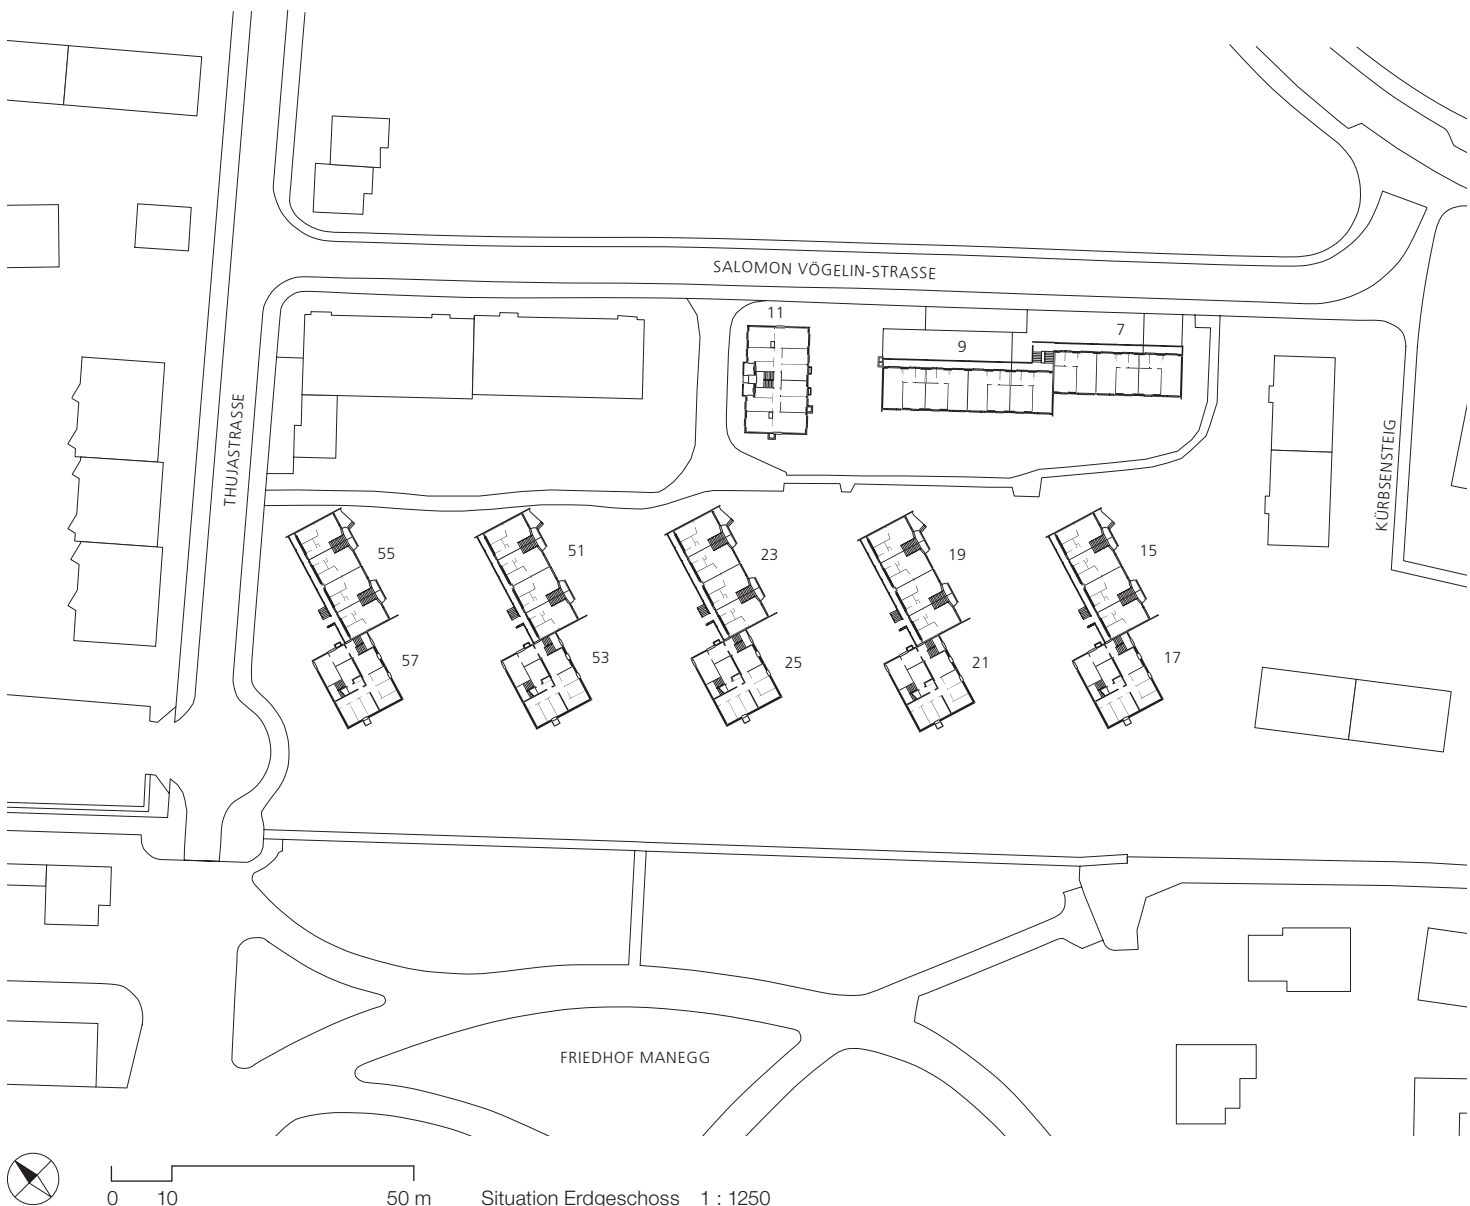 SALOMON VÖGELIN-STRASSE
11
7
9
THUJASTRASSE
KÜRBSENSTEIG
55
51
23
19
15
57
53
25
21
17
FRIEDHOF MANEGG
0 10 50 m
Situation Erdgeschoss 1 : 1250